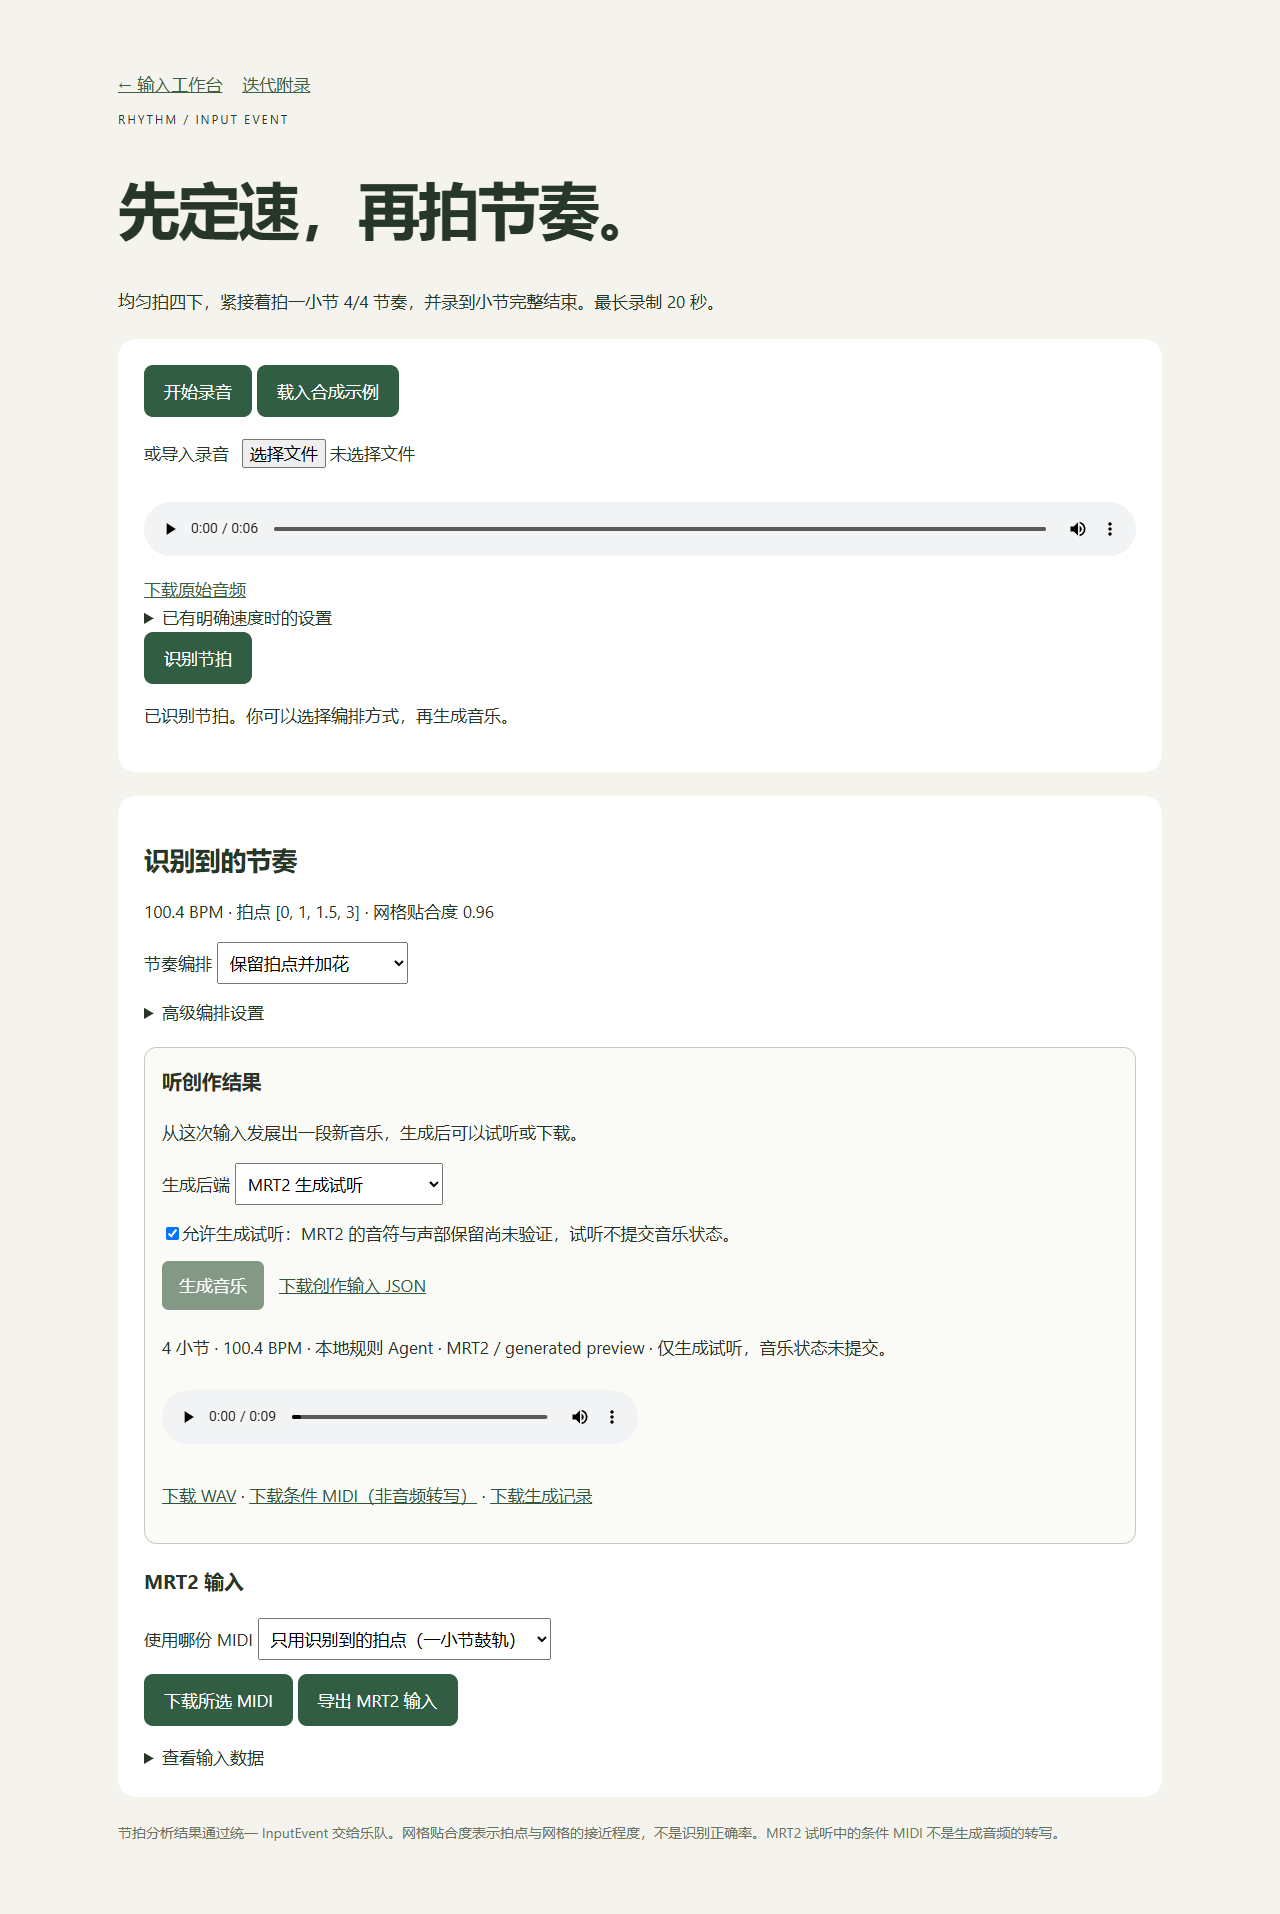 ← 输入工作台 迭代附录
RHYTHM / INPUT EVENT
先定速，再拍节奏。
均匀拍四下，紧接着拍一小节 4/4 节奏，并录到小节完整结束。最长录制 20 秒。
开始录音 载入合成示例
或导入录音 选择文件 未选择文件
0:00 / 0:06
下载原始音频
已有明确速度时的设置
识别节拍
已识别节拍。你可以选择编排方式，再生成音乐。
识别到的节奏
100.4 BPM · 拍点 [0, 1, 1.5, 3] · 网格贴合度 0.96
节奏编排 保留拍点并加花
高级编排设置
听创作结果
从这次输入发展出一段新音乐，生成后可以试听或下载。
生成后端 MRT2 生成试听
允许生成试听：MRT2 的音符与声部保留尚未验证，试听不提交音乐状态。
生成音乐 下载创作输入 JSON
4 小节 · 100.4 BPM · 本地规则 Agent · MRT2 / generated preview · 仅生成试听，音乐状态未提交。
0:00 / 0:09
下载 WAV · 下载条件 MIDI（非音频转写） · 下载生成记录
MRT2 输入
使用哪份 MIDI 只用识别到的拍点（一小节鼓轨）
下载所选 MIDI 导出 MRT2 输入
查看输入数据
节拍分析结果通过统一 InputEvent 交给乐队。网格贴合度表示拍点与网格的接近程度，不是识别正确率。MRT2 试听中的条件 MIDI 不是生成音频的转写。